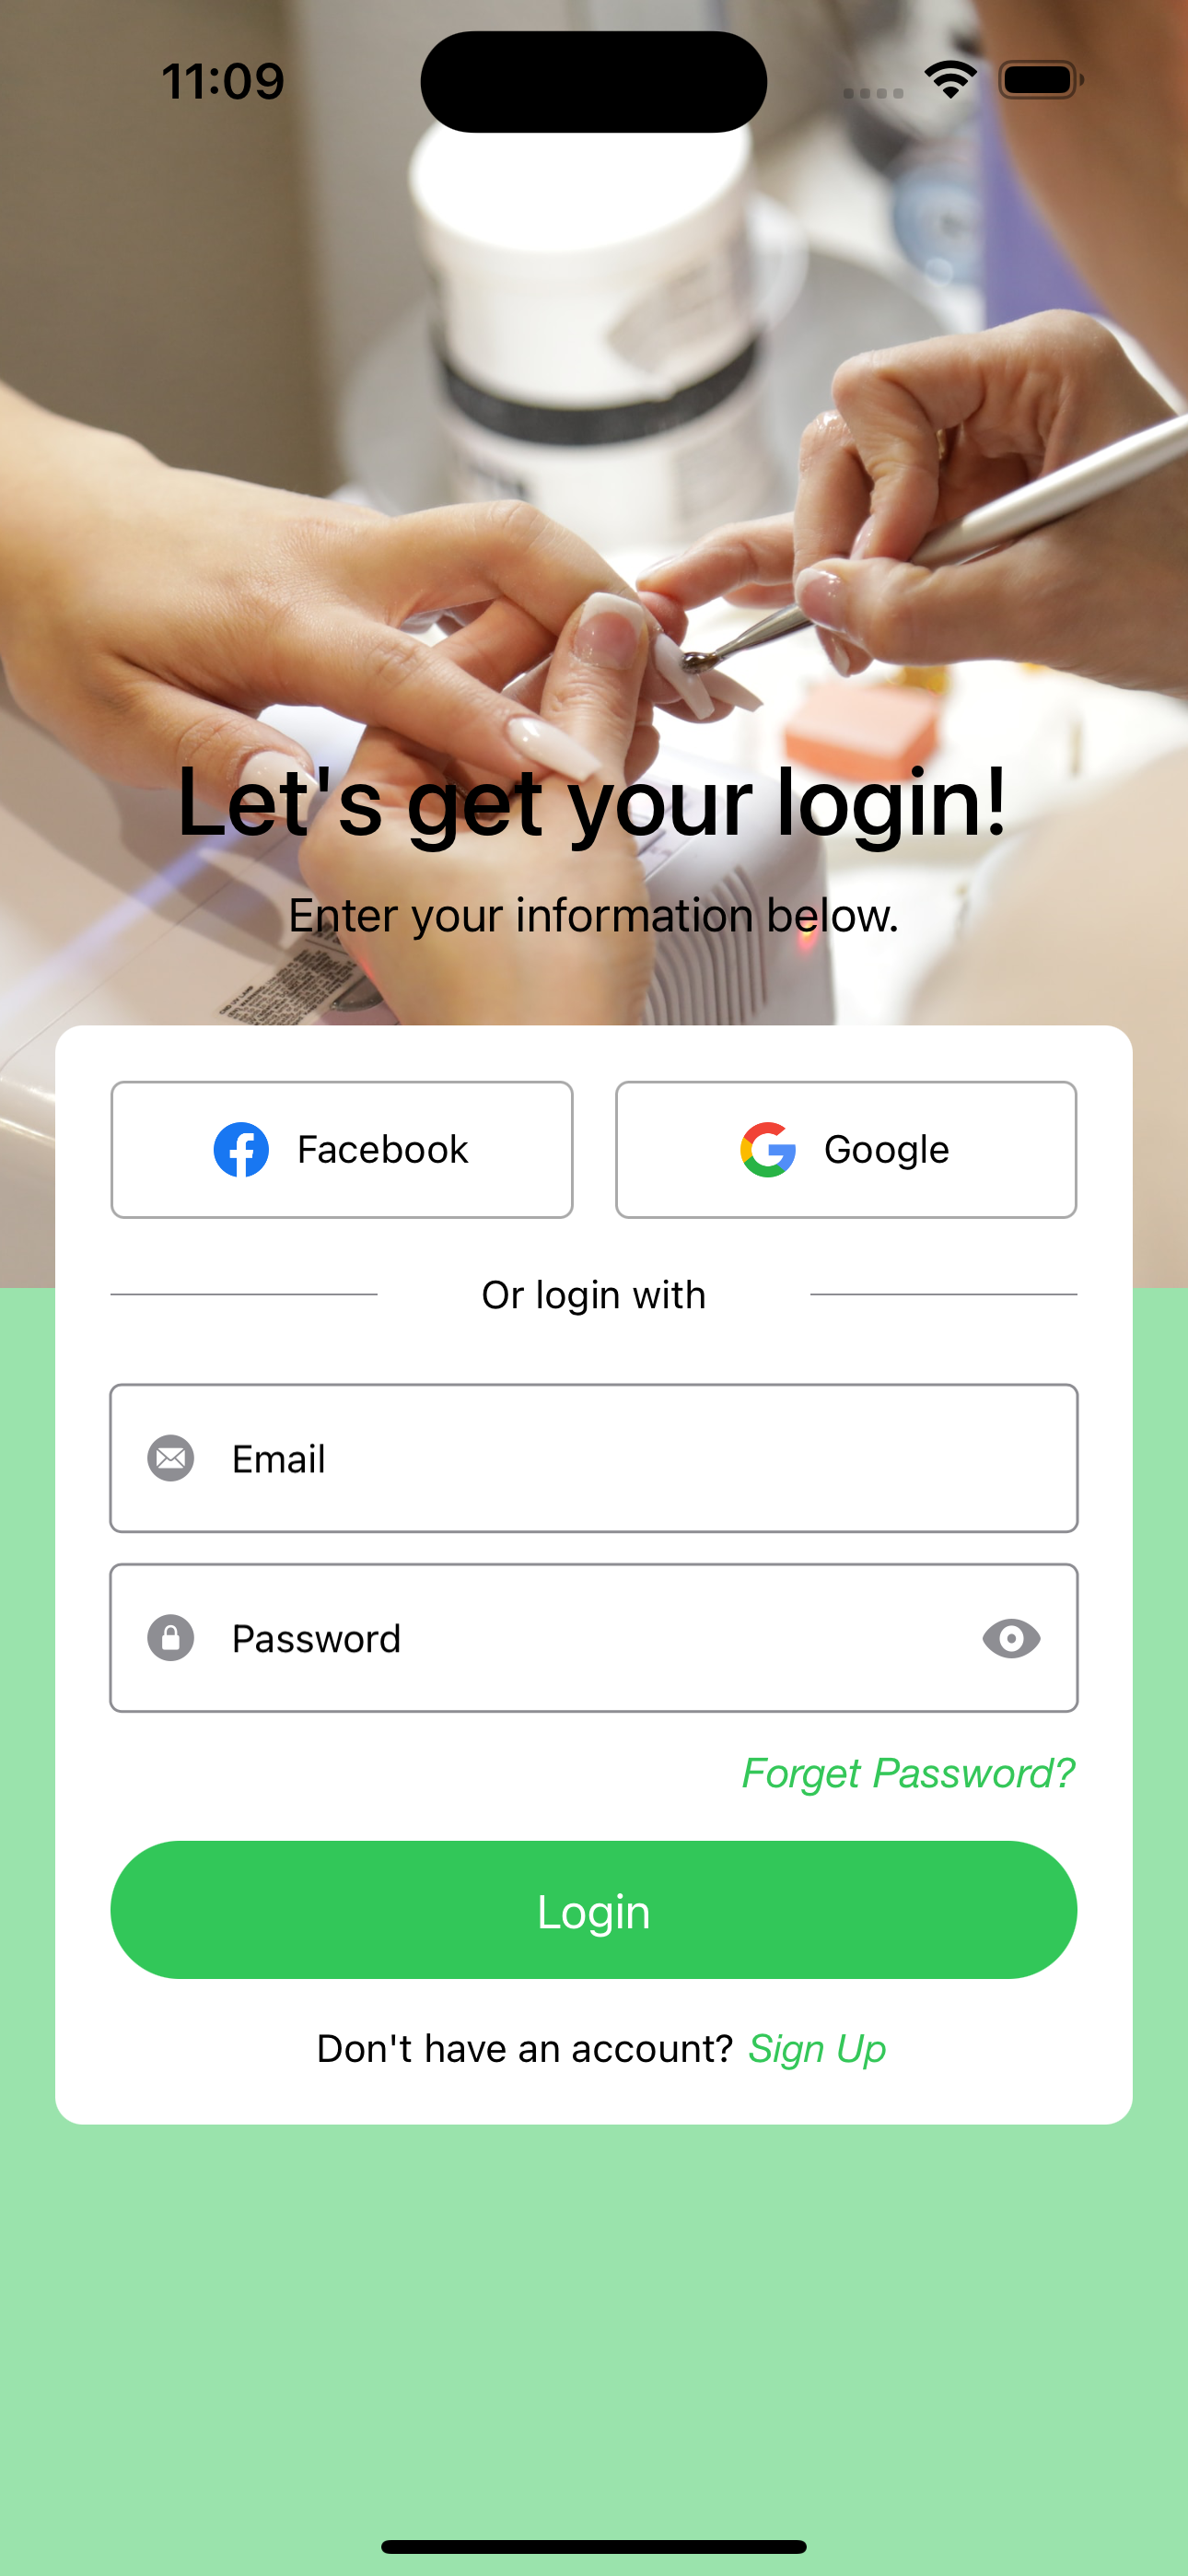 11:09
Let's get your login!
Enter your information below.
Facebook
Google
Or login with
Email
Password
Forget Password?
Login
Don't have an account? Sign Up